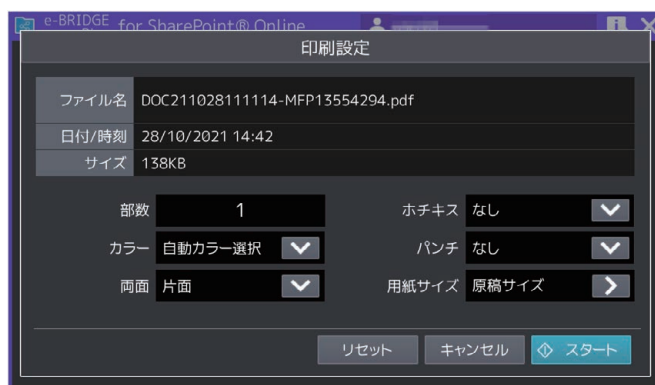 e-BRIDGE for SharePoint® Online
印刷設定
ファイル名 DOC211028111114-MFP13554294.pdf
日付/時刻 28/10/2021 14:42
サイズ 138KB
部数 1 ホチキス なし
カラー 自動カラー選択 パンチ なし
両面 片面 用紙サイズ 原稿サイズ
リセット キャンセル スタート